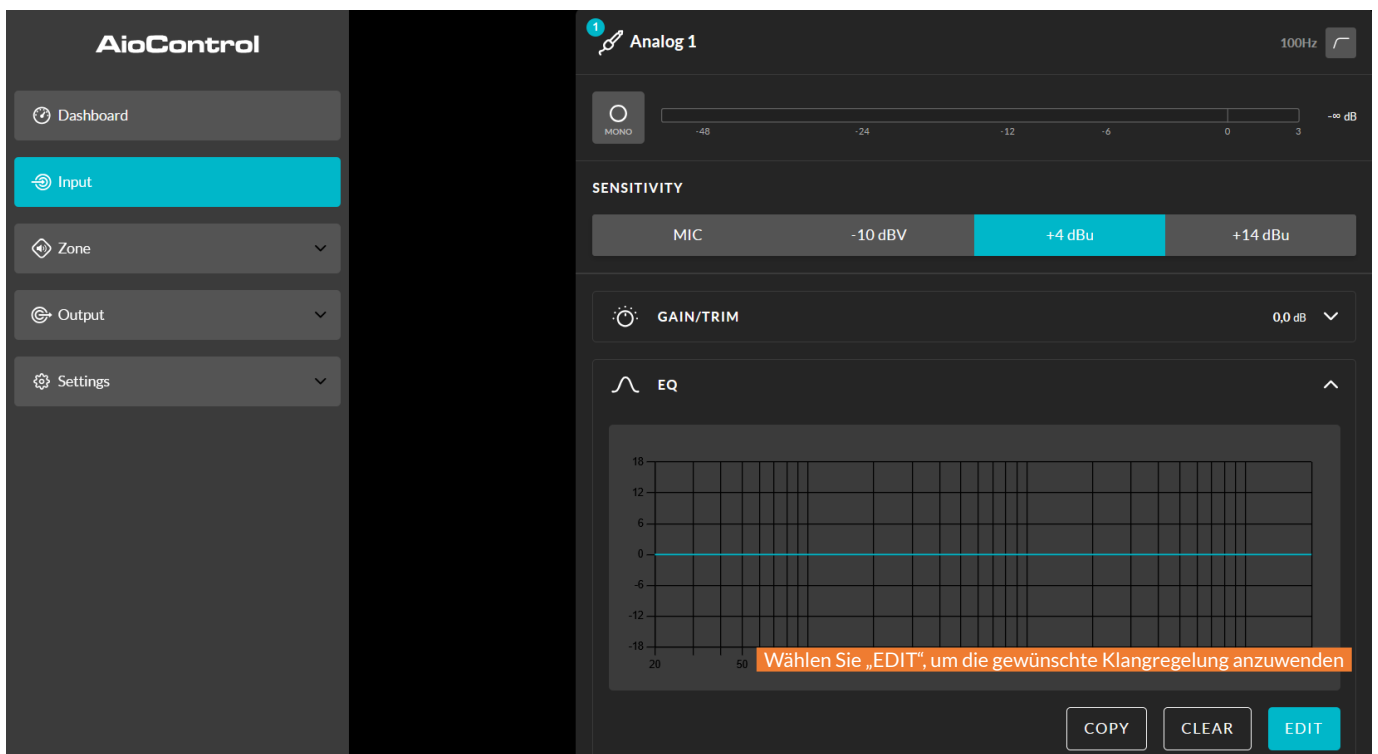 AioControl
Dashboard
Input
Zone
Output
Settings
1
Analog 1
100Hz
MONO
-48 -24 -12 -6 0 3
-∞ dB
SENSITIVITY
MIC -10 dBV +4 dBu +14 dBu
GAIN/TRIM 0,0 dB
EQ
18
12
6
0
-6
-12
-18
20 50
Wählen Sie „EDIT“, um die gewünschte Klangregelung anzuwenden
COPY CLEAR EDIT